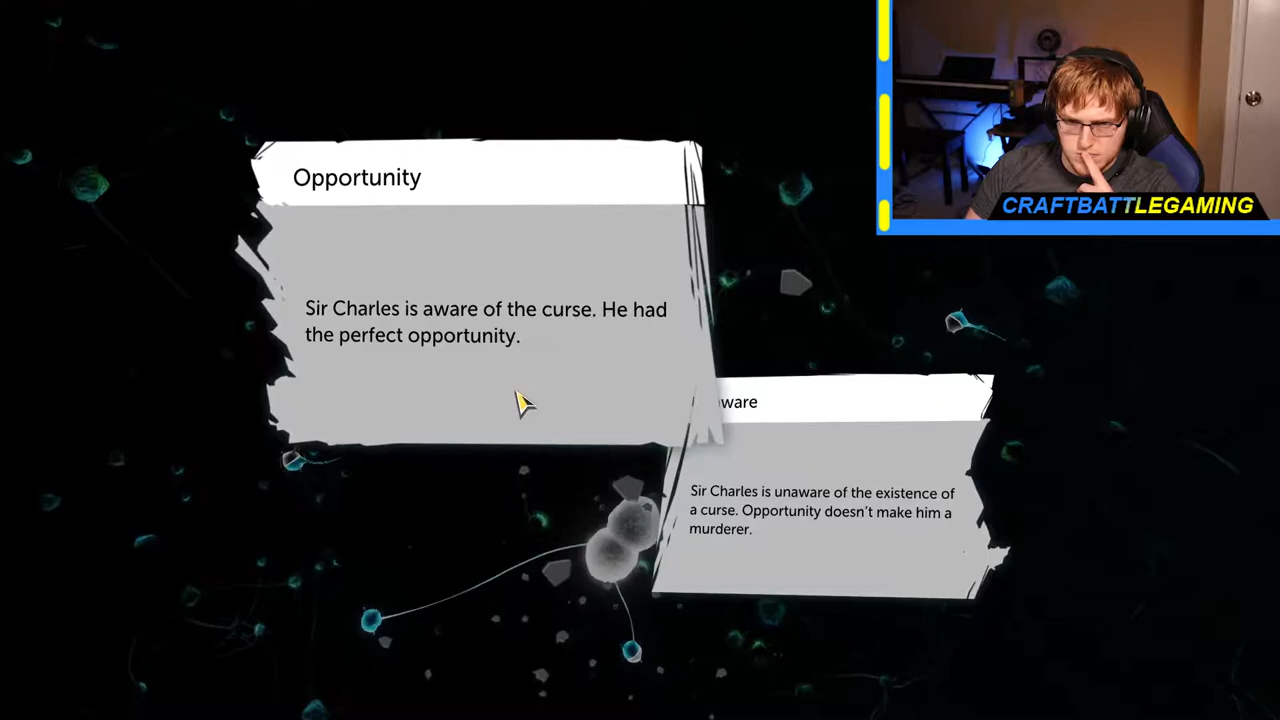 CRAFTBATTLEGAMING
Opportunity
Sir Charles is aware of the curse. He had
the perfect opportunity.
Sir Charles is unaware of the existence of
a curse. Opportunity doesn't make him a
murderer.